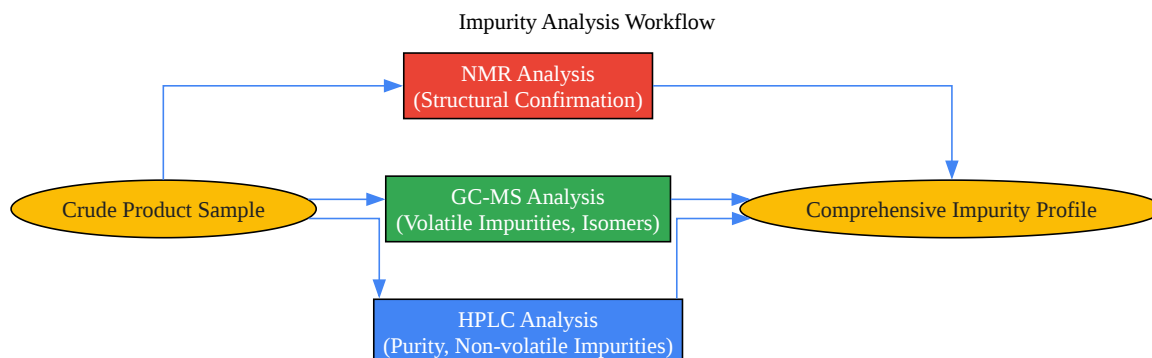 Impurity Analysis Workflow
NMR Analysis
(Structural Confirmation)
Crude Product Sample
GC-MS Analysis
(Volatile Impurities, Isomers)
Comprehensive Impurity Profile
HPLC Analysis
(Purity, Non-volatile Impurities)